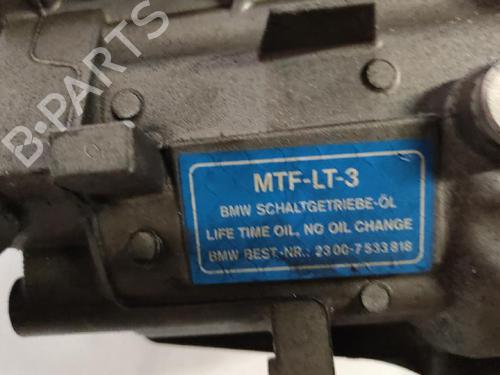 B-PARTS
MTF-LT-3
BMW SCHALTGETRIEBE-ÖL
LIFE TIME OIL, NO OIL CHANGE
BMW BEST.-NR.: 23 00-7 533 818